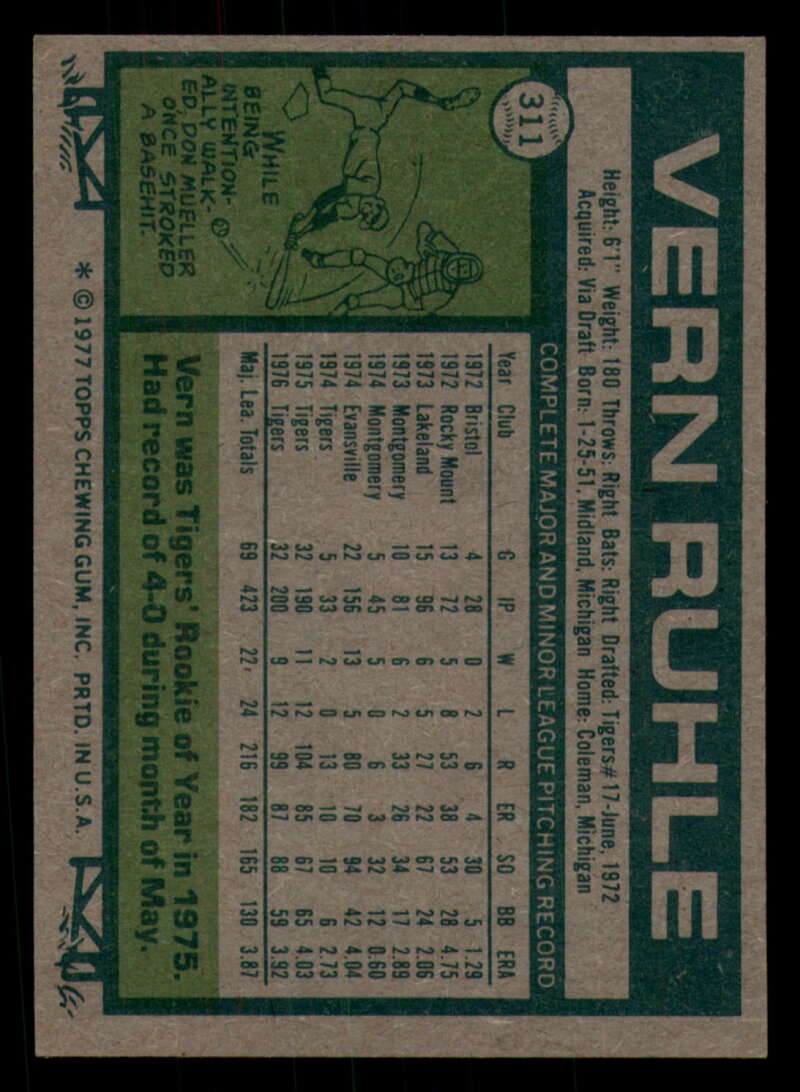 311
VERN RUHLE
Height: 6'1" Weight: 180 Throws: Right Bats: Right Drafted: Tigers# 17-June, 1972
Acquired: Via Draft Born: 1-25-51, Midland, Michigan Home: Coleman, Michigan
COMPLETE MAJOR AND MINOR LEAGUE PITCHING RECORD
Year Club G IP W L R ER SO BB ERA
1972 Bristol 4 28 0 2 6 4 30 5 1.29
1972 Rocky Mount 13 72 5 8 53 38 53 28 4.75
1973 Lakeland 15 96 6 5 27 22 67 24 2.06
1973 Montgomery 10 81 6 2 33 26 34 17 2.89
1974 Montgomery 5 45 5 0 6 3 32 12 0.60
1974 Evansville 22 156 13 5 80 70 94 42 4.04
1974 Tigers 5 33 2 0 13 10 10 6 2.73
1975 Tigers 32 190 11 12 104 85 67 65 4.03
1976 Tigers 32 200 9 12 99 87 88 59 3.92
Maj. Lea. Totals 69 423 22 24 216 182 165 130 3.87
WHILE
BEING
INTENTION-
ALLY WALK-
ED, DON MUELLER
ONCE STROKED
A BASEHIT.
Vern was Tigers' Rookie of Year in 1975.
Had record of 4-0 during month of May.
* © 1977 TOPPS CHEWING GUM, INC. PRTD. IN U.S.A.